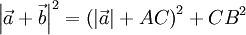 |a⃗ + b⃗|² = (|a⃗| + AC)² + CB²